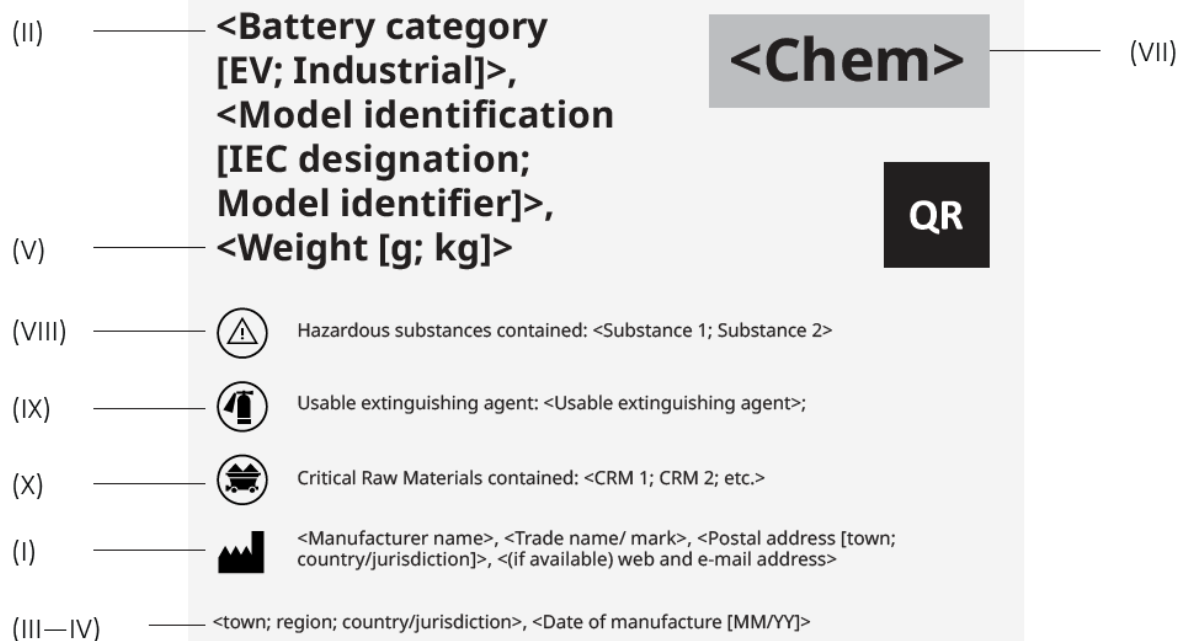 (II)
<Battery category
[EV; Industrial]>,
<Model identification
[IEC designation;
Model identifier]>,
(V)
<Weight [g; kg]>
<Chem>
(VII)
QR
(VIII)
Hazardous substances contained: <Substance 1; Substance 2>
(IX)
Usable extinguishing agent: <Usable extinguishing agent>;
(X)
Critical Raw Materials contained: <CRM 1; CRM 2; etc.>
(I)
<Manufacturer name>, <Trade name/ mark>, <Postal address [town;
country/jurisdiction]>, <(if available) web and e-mail address>
(III—IV)
<town; region; country/jurisdiction>, <Date of manufacture [MM/YY]>